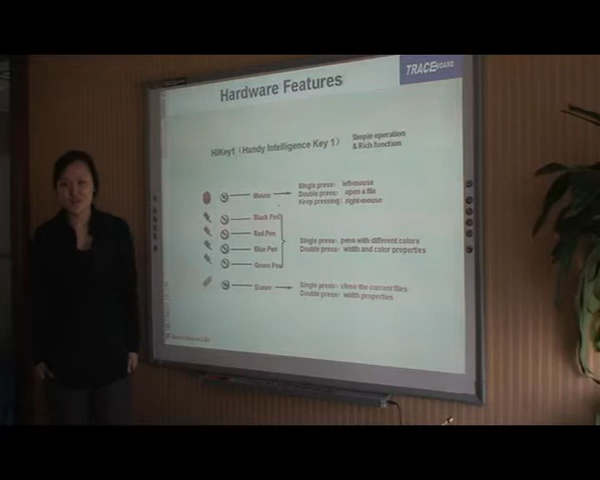 Hardware Features
TRACEBOARD
HiKey1 (Handy Intelligence Key 1)
Simple operation
& Rich function
Mouse
Single press: left-mouse
Double press: open a file
Keep pressing: right-mouse
Black Pen
Red Pen
Blue Pen
Green Pen
Single press: pens with different colors
Double press: width and color properties
Eraser
Single press: close the current files
Double press: width properties